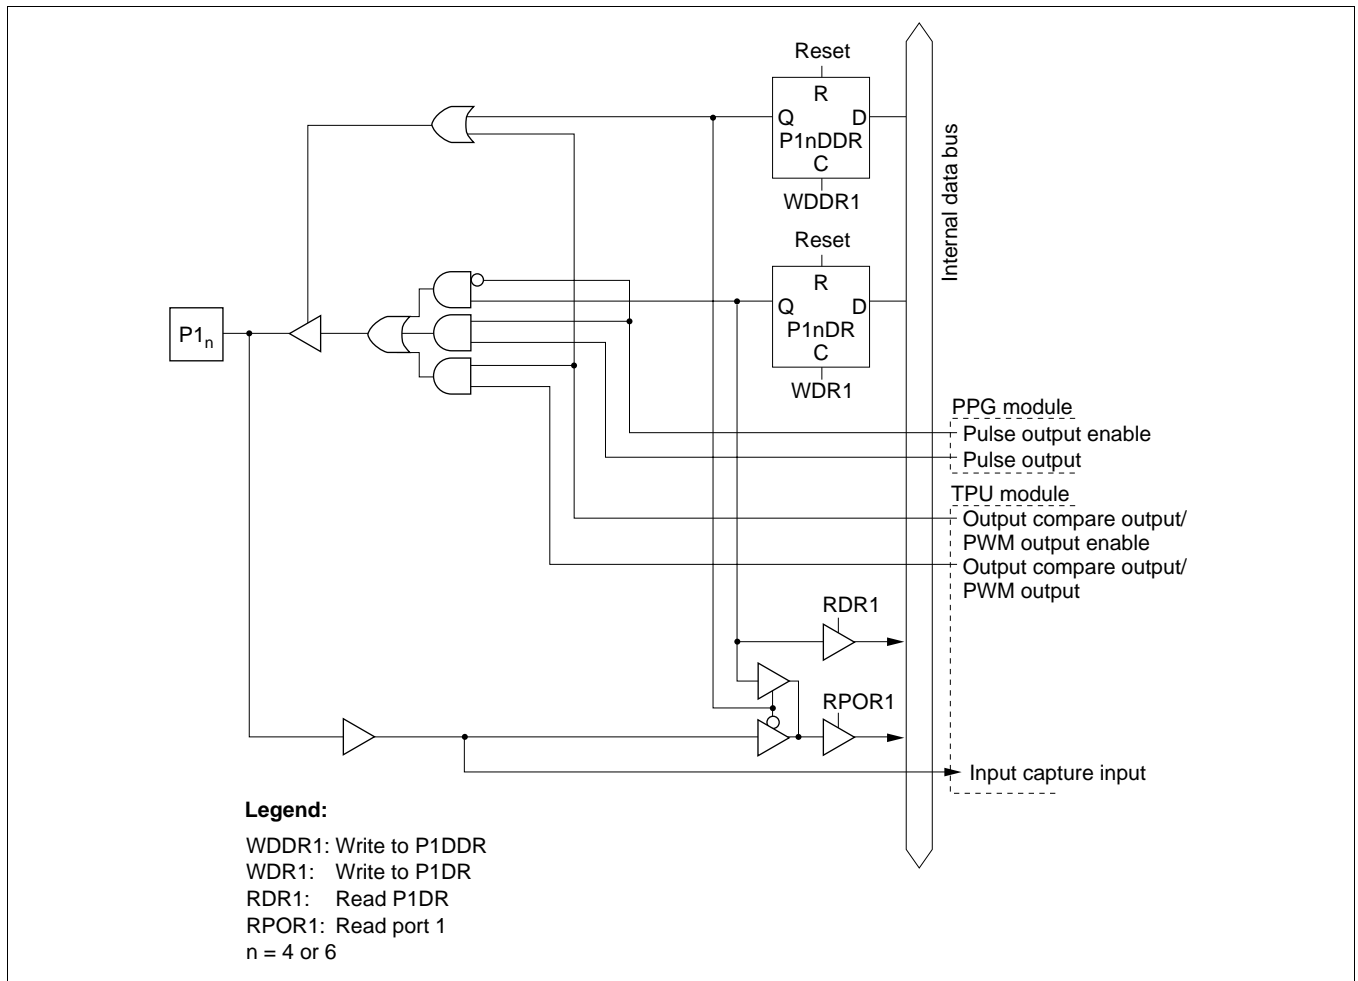 Reset
R
Q D
P1nDDR
C
WDDR1
Internal data bus
Reset
R
Q D
P1nDR
C
WDR1
P1n
PPG module
Pulse output enable
Pulse output
TPU module
Output compare output/
PWM output enable
Output compare output/
PWM output
RDR1
RPOR1
Input capture input
Legend:
WDDR1: Write to P1DDR
WDR1: Write to P1DR
RDR1: Read P1DR
RPOR1: Read port 1
n = 4 or 6